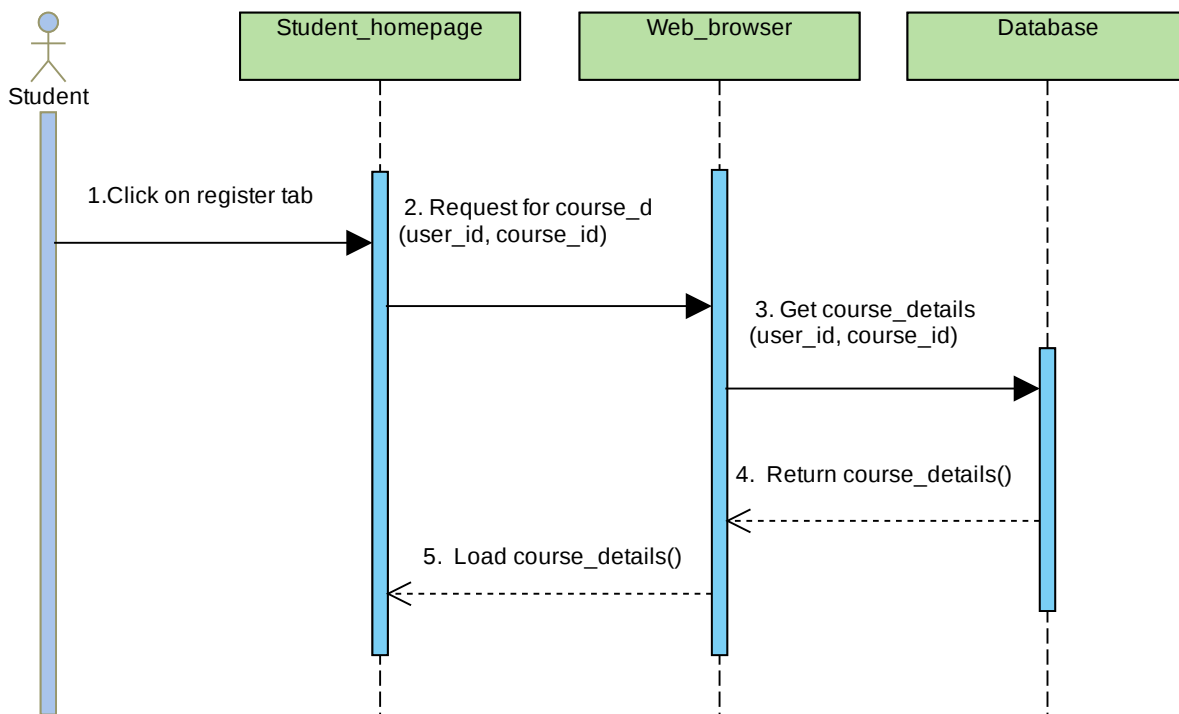 Student_homepage
Web_browser
Database
Student
1.Click on register tab
2. Request for course_d
(user_id, course_id)
3. Get course_details
(user_id, course_id)
4.  Return course_details()
5.  Load course_details()